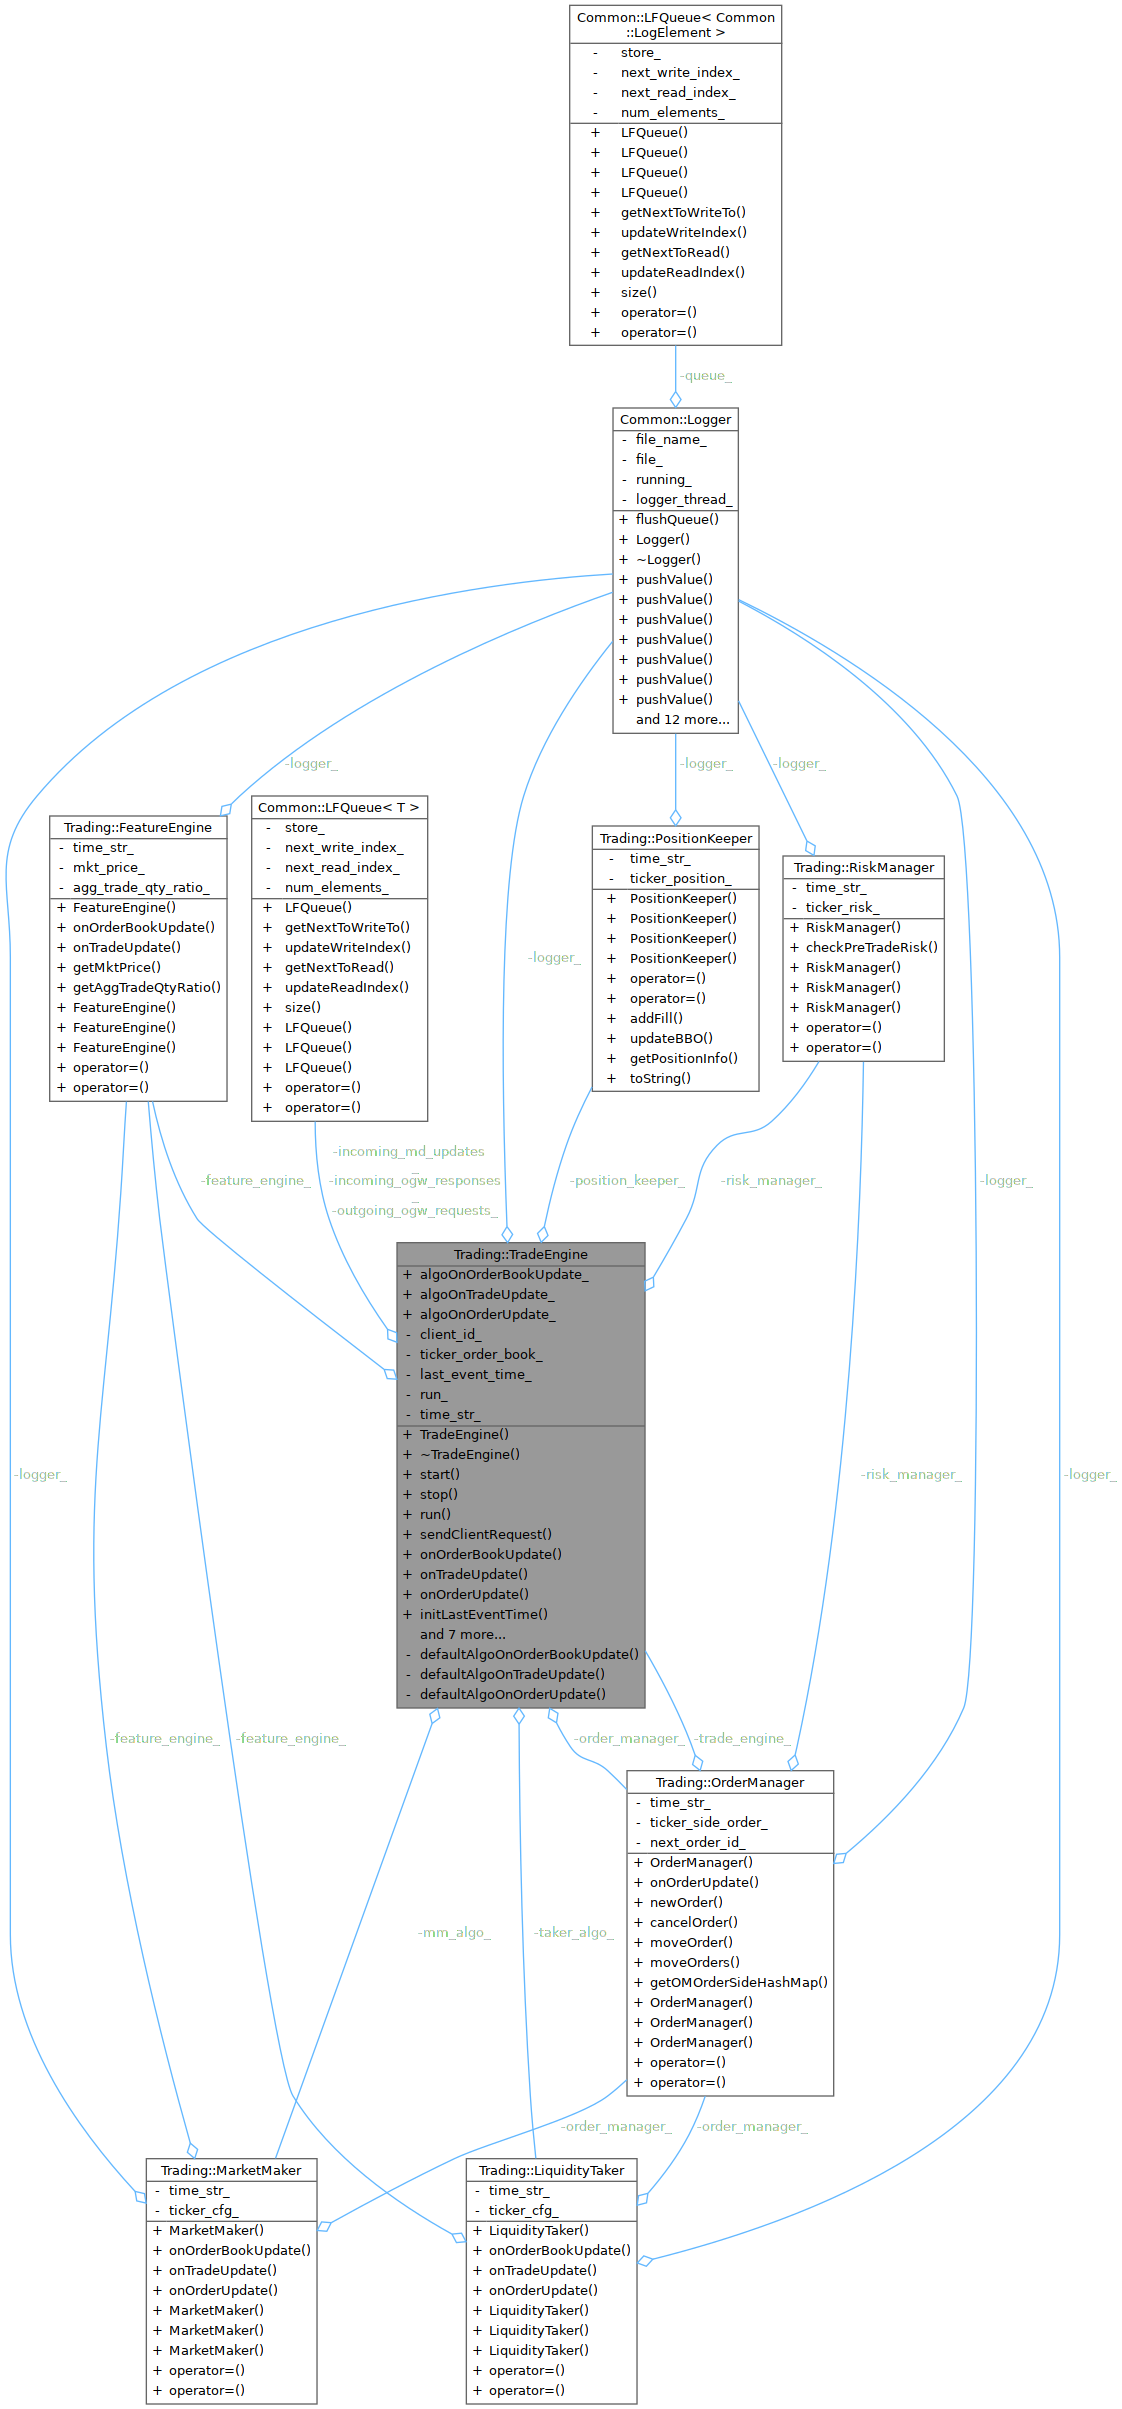 Common::LFQueue< Common
::LogElement >
- store_
- next_write_index_
- next_read_index_
- num_elements_
+ LFQueue()
+ LFQueue()
+ LFQueue()
+ LFQueue()
+ getNextToWriteTo()
+ updateWriteIndex()
+ getNextToRead()
+ updateReadIndex()
+ size()
+ operator=()
+ operator=()
-queue_
Common::Logger
- file_name_
- file_
- running_
- logger_thread_
+ flushQueue()
+ Logger()
+ ~Logger()
+ pushValue()
+ pushValue()
+ pushValue()
+ pushValue()
+ pushValue()
+ pushValue()
+ pushValue()
and 12 more...
-logger_
-logger_
-logger_
Trading::FeatureEngine
- time_str_
- mkt_price_
- agg_trade_qty_ratio_
+ FeatureEngine()
+ onOrderBookUpdate()
+ onTradeUpdate()
+ getMktPrice()
+ getAggTradeQtyRatio()
+ FeatureEngine()
+ FeatureEngine()
+ FeatureEngine()
+ operator=()
+ operator=()
Common::LFQueue< T >
- store_
- next_write_index_
- next_read_index_
- num_elements_
+ LFQueue()
+ getNextToWriteTo()
+ updateWriteIndex()
+ getNextToRead()
+ updateReadIndex()
+ size()
+ LFQueue()
+ LFQueue()
+ LFQueue()
+ operator=()
+ operator=()
-logger_
Trading::PositionKeeper
- time_str_
- ticker_position_
+ PositionKeeper()
+ PositionKeeper()
+ PositionKeeper()
+ PositionKeeper()
+ operator=()
+ operator=()
+ addFill()
+ updateBBO()
+ getPositionInfo()
+ toString()
Trading::RiskManager
- time_str_
- ticker_risk_
+ RiskManager()
+ checkPreTradeRisk()
+ RiskManager()
+ RiskManager()
+ RiskManager()
+ operator=()
+ operator=()
-feature_engine_
-incoming_md_updates
_
-incoming_ogw_responses
_
-outgoing_ogw_requests_
-position_keeper_
-risk_manager_
-logger_
Trading::TradeEngine
+ algoOnOrderBookUpdate_
+ algoOnTradeUpdate_
+ algoOnOrderUpdate_
- client_id_
- ticker_order_book_
- last_event_time_
- run_
- time_str_
+ TradeEngine()
+ ~TradeEngine()
+ start()
+ stop()
+ run()
+ sendClientRequest()
+ onOrderBookUpdate()
+ onTradeUpdate()
+ onOrderUpdate()
+ initLastEventTime()
and 7 more...
- defaultAlgoOnOrderBookUpdate()
- defaultAlgoOnTradeUpdate()
- defaultAlgoOnOrderUpdate()
-logger_
-risk_manager_
-logger_
-feature_engine_
-feature_engine_
-order_manager_
-trade_engine_
Trading::OrderManager
- time_str_
- ticker_side_order_
- next_order_id_
+ OrderManager()
+ onOrderUpdate()
+ newOrder()
+ cancelOrder()
+ moveOrder()
+ moveOrders()
+ getOMOrderSideHashMap()
+ OrderManager()
+ OrderManager()
+ OrderManager()
+ operator=()
+ operator=()
-mm_algo_
-taker_algo_
-order_manager_
-order_manager_
Trading::MarketMaker
- time_str_
- ticker_cfg_
+ MarketMaker()
+ onOrderBookUpdate()
+ onTradeUpdate()
+ onOrderUpdate()
+ MarketMaker()
+ MarketMaker()
+ MarketMaker()
+ operator=()
+ operator=()
Trading::LiquidityTaker
- time_str_
- ticker_cfg_
+ LiquidityTaker()
+ onOrderBookUpdate()
+ onTradeUpdate()
+ onOrderUpdate()
+ LiquidityTaker()
+ LiquidityTaker()
+ LiquidityTaker()
+ operator=()
+ operator=()